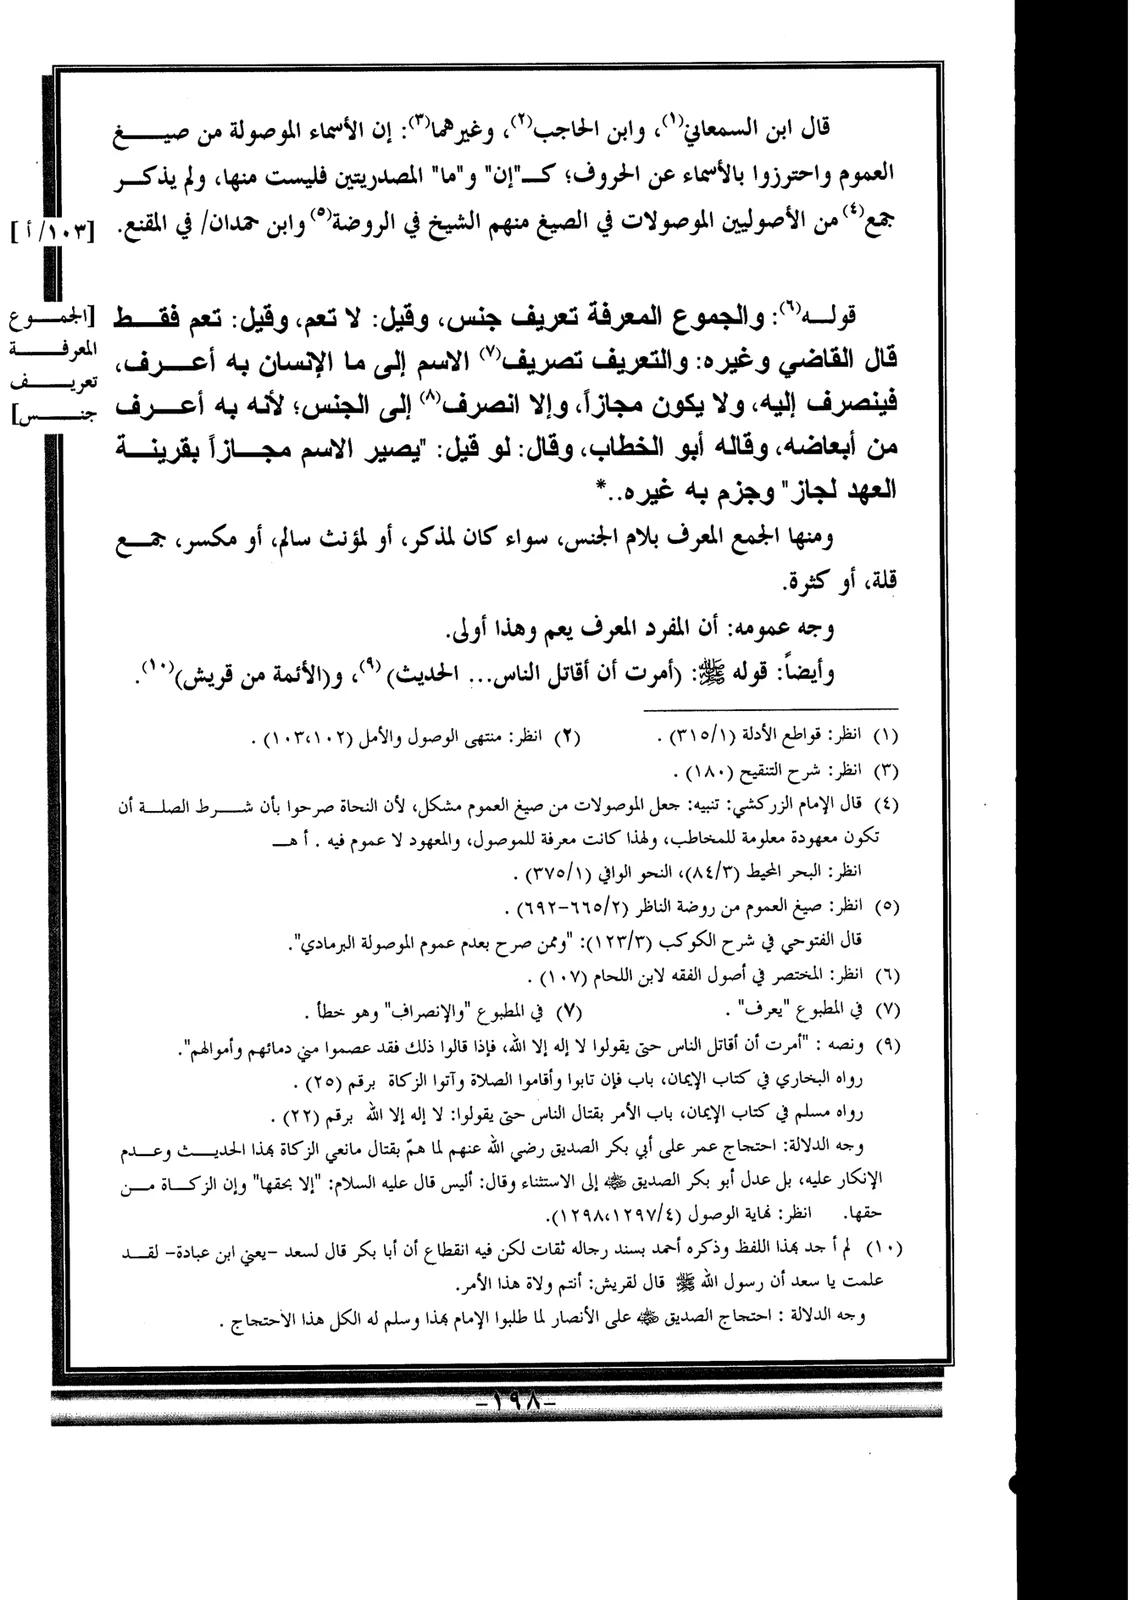 قال ابن السمعاني(١)، وابن الحاجب(٢)، وغيرهما(٣): إن الأسماء الموصولة من صيغ
العموم واحترزوا بالأسماء عن الحروف؛ كـ"إن" و"ما" المصدريتين فليست منها، ولم يذكر
جمع(٤) من الأصوليين الموصولات في الصيغ منهم الشيخ في الروضة(٥) وابن حمدان/ في المقنع.
[١٠٣/ أ]
قوله(٦): والجموع المعرفة تعريف جنس، وقيل: لا تعم، وقيل: تعم فقط
[الجموع
المعرفة
تعريف
جنس]
قال القاضي وغيره: والتعريف تصريف(٧) الاسم إلى ما الإنسان به أعرف،
فينصرف إليه، ولا يكون مجازاً، وإلا انصرف(٨) إلى الجنس؛ لأنه به أعرف
من أبعاضه، وقاله أبو الخطاب، وقال: لو قيل: "يصير الاسم مجازاً بقرينة
العهد لجاز" وجزم به غيره..*
ومنها الجمع المعرف بلام الجنس، سواء كان لمذكر، أو لمؤنث سالم، أو مكسر، جمع
قلة، أو كثرة.
وجه عمومه: أن المفرد المعرف يعم وهذا أولى.
وأيضاً: قوله ﷺ: (أمرت أن أقاتل الناس... الحديث)(٩)، و(الأئمة من قريش)(١٠).
(١) انظر: قواطع الأدلة (٣١٥/١) . (٢) انظر: منتهى الوصول والأمل (١٠٣،١٠٢) .
(٣) انظر: شرح التنقيح (١٨٠) .
(٤) قال الإمام الزركشي: تنبيه: جعل الموصولات من صيغ العموم مشكل، لأن النحاة صرحوا بأن شرط الصلة أن
تكون معهودة معلومة للمخاطب، ولهذا كانت معرفة للموصول، والمعهود لا عموم فيه . أ هـ
انظر: البحر المحيط (٨٤/٣)، النحو الوافي (٣٧٥/١) .
(٥) انظر: صيغ العموم من روضة الناظر (٦٦٥/٢-٦٩٢) .
قال الفتوحي في شرح الكوكب (١٢٣/٣): "وممن صرح بعدم عموم الموصولة البرمادي".
(٦) انظر: المختصر في أصول الفقه لابن اللحام (١٠٧) .
(٧) في المطبوع "يعرف" . (٧) في المطبوع "والإنصراف" وهو خطأ .
(٩) ونصه : "أمرت أن أقاتل الناس حتى يقولوا لا إله إلا الله، فإذا قالوا ذلك فقد عصموا مني دمائهم وأموالهم".
رواه البخاري في كتاب الإيمان، باب فإن تابوا وأقاموا الصلاة وآتوا الزكاة برقم (٢٥) .
رواه مسلم في كتاب الإيمان، باب الأمر بقتال الناس حتى يقولوا: لا إله إلا الله برقم (٢٢) .
وجه الدلالة: احتجاج عمر على أبي بكر الصديق رضي الله عنهم لما همّ بقتال مانعي الزكاة بهذا الحديث وعدم
الإنكار عليه، بل عدل أبو بكر الصديق ﷺ إلى الاستثناء وقال: أليس قال عليه السلام: "إلا بحقها" وإن الزكاة من
حقها. انظر: نهاية الوصول (١٢٩٨،١٢٩٧/٤).
(١٠) لم أ جد بهذا اللفظ وذكره أحمد بسند رجاله ثقات لكن فيه انقطاع أن أبا بكر قال لسعد -يعني ابن عبادة- لقد
علمت يا سعد أن رسول الله ﷺ قال لقريش: أنتم ولاة هذا الأمر.
وجه الدلالة : احتجاج الصديق ﷺ على الأنصار لما طلبوا الإمام بهذا وسلم له الكل هذا الاحتجاج .
-١٩٨-